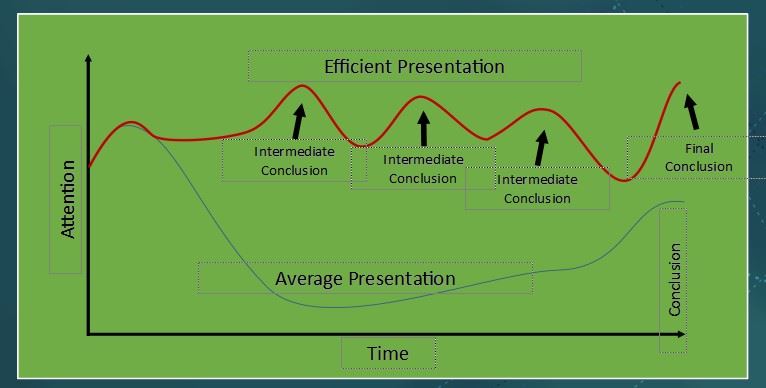 Efficient Presentation
Intermediate
Conclusion
Intermediate
Conclusion
Intermediate
Conclusion
Final
Conclusion
Attention
Average Presentation
Conclusion
Time